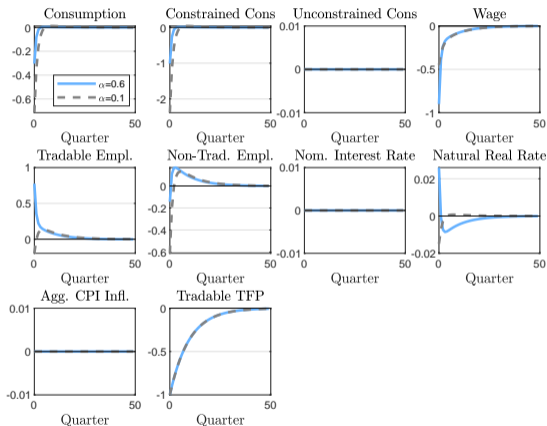 Consumption Constrained Cons Unconstrained Cons Wage
0 -0.2 -0.4 -0.6 0 50 Quarter α=0.6 α=0.1
0 -1 -2 0 50 Quarter
0.01 0 -0.01 0 50 Quarter
0 -0.5 -1 0 50 Quarter
Tradable Empl. Non-Trad. Empl. Nom. Interest Rate Natural Real Rate
1 0.5 0 0 50 Quarter
0 -0.2 -0.4 -0.6 0 50 Quarter
0.01 0 -0.01 0 50 Quarter
0.02 0 -0.02 0 50 Quarter
Agg. CPI Infl. Tradable TFP
0.01 0 -0.01 0 50 Quarter
0 -0.5 -1 0 50 Quarter